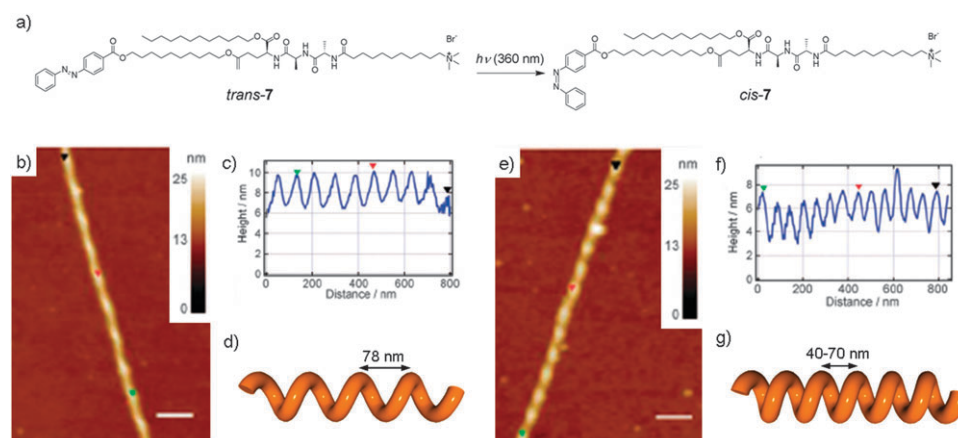 a)
Br⁻
Br⁻
trans-7
hν (360 nm)
cis-7
b)
nm
25
13
0
c)
Height / nm
10
8
6
4
2
0
0 200 400 600 800
Distance / nm
d)
78 nm
e)
nm
25
13
0
f)
Height / nm
8
6
4
2
0
0 200 400 600 800
Distance / nm
g)
40-70 nm